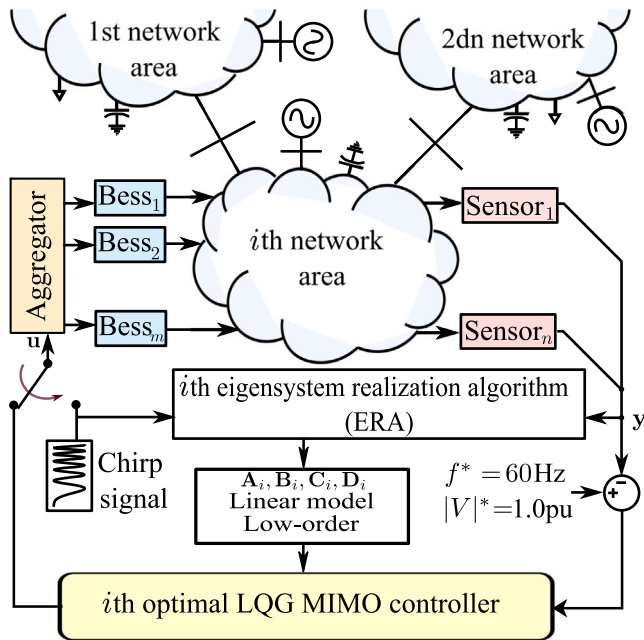 1st network
area
2dn network
area
Aggregator
Bess₁
Bess₂
Bessₘ
ith network
area
Sensor₁
Sensorₙ
u
ith eigensystem realization algorithm
(ERA)
y
Chirp
signal
Aᵢ, Bᵢ, Cᵢ, Dᵢ
Linear model
Low-order
f* = 60Hz
|V|* =1.0pu
+
−
ith optimal LQG MIMO controller